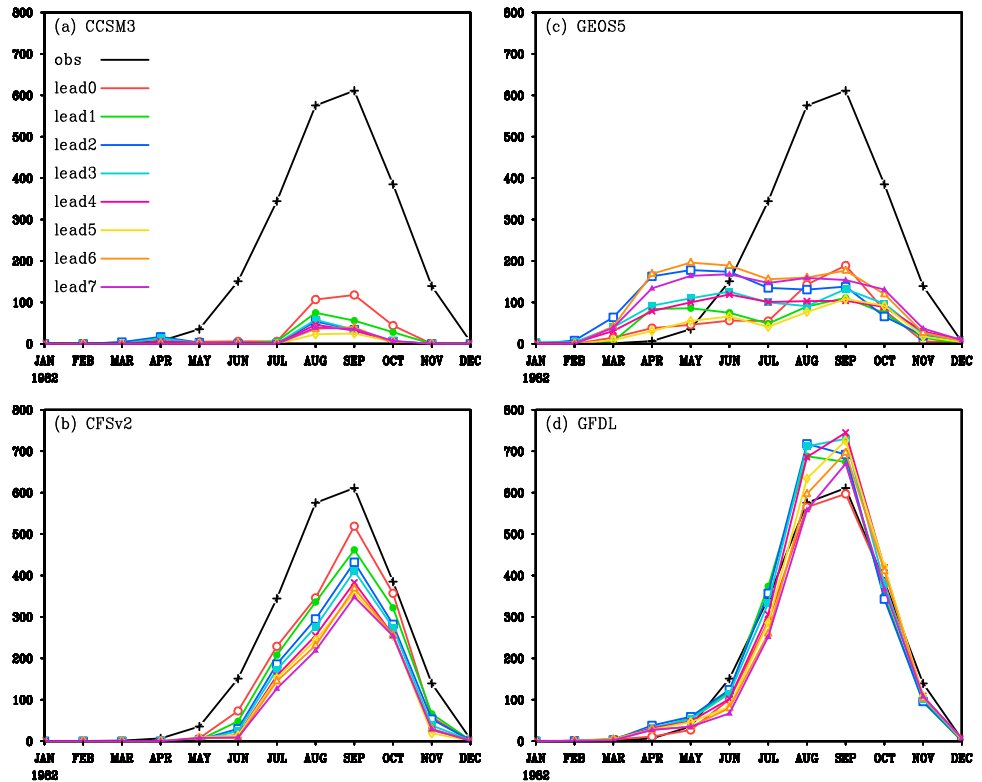 (a) CCSM3
800
700
600
500
400
300
200
100
0
obs
lead0
lead1
lead2
lead3
lead4
lead5
lead6
lead7
JAN FEB MAR APR MAY JUN JUL AUG SEP OCT NOV DEC
1982
(c) GEOS5
800
700
600
500
400
300
200
100
0
JAN FEB MAR APR MAY JUN JUL AUG SEP OCT NOV DEC
1982
(b) CFSv2
800
700
600
500
400
300
200
100
0
JAN FEB MAR APR MAY JUN JUL AUG SEP OCT NOV DEC
1982
(d) GFDL
800
700
600
500
400
300
200
100
0
JAN FEB MAR APR MAY JUN JUL AUG SEP OCT NOV DEC
1982